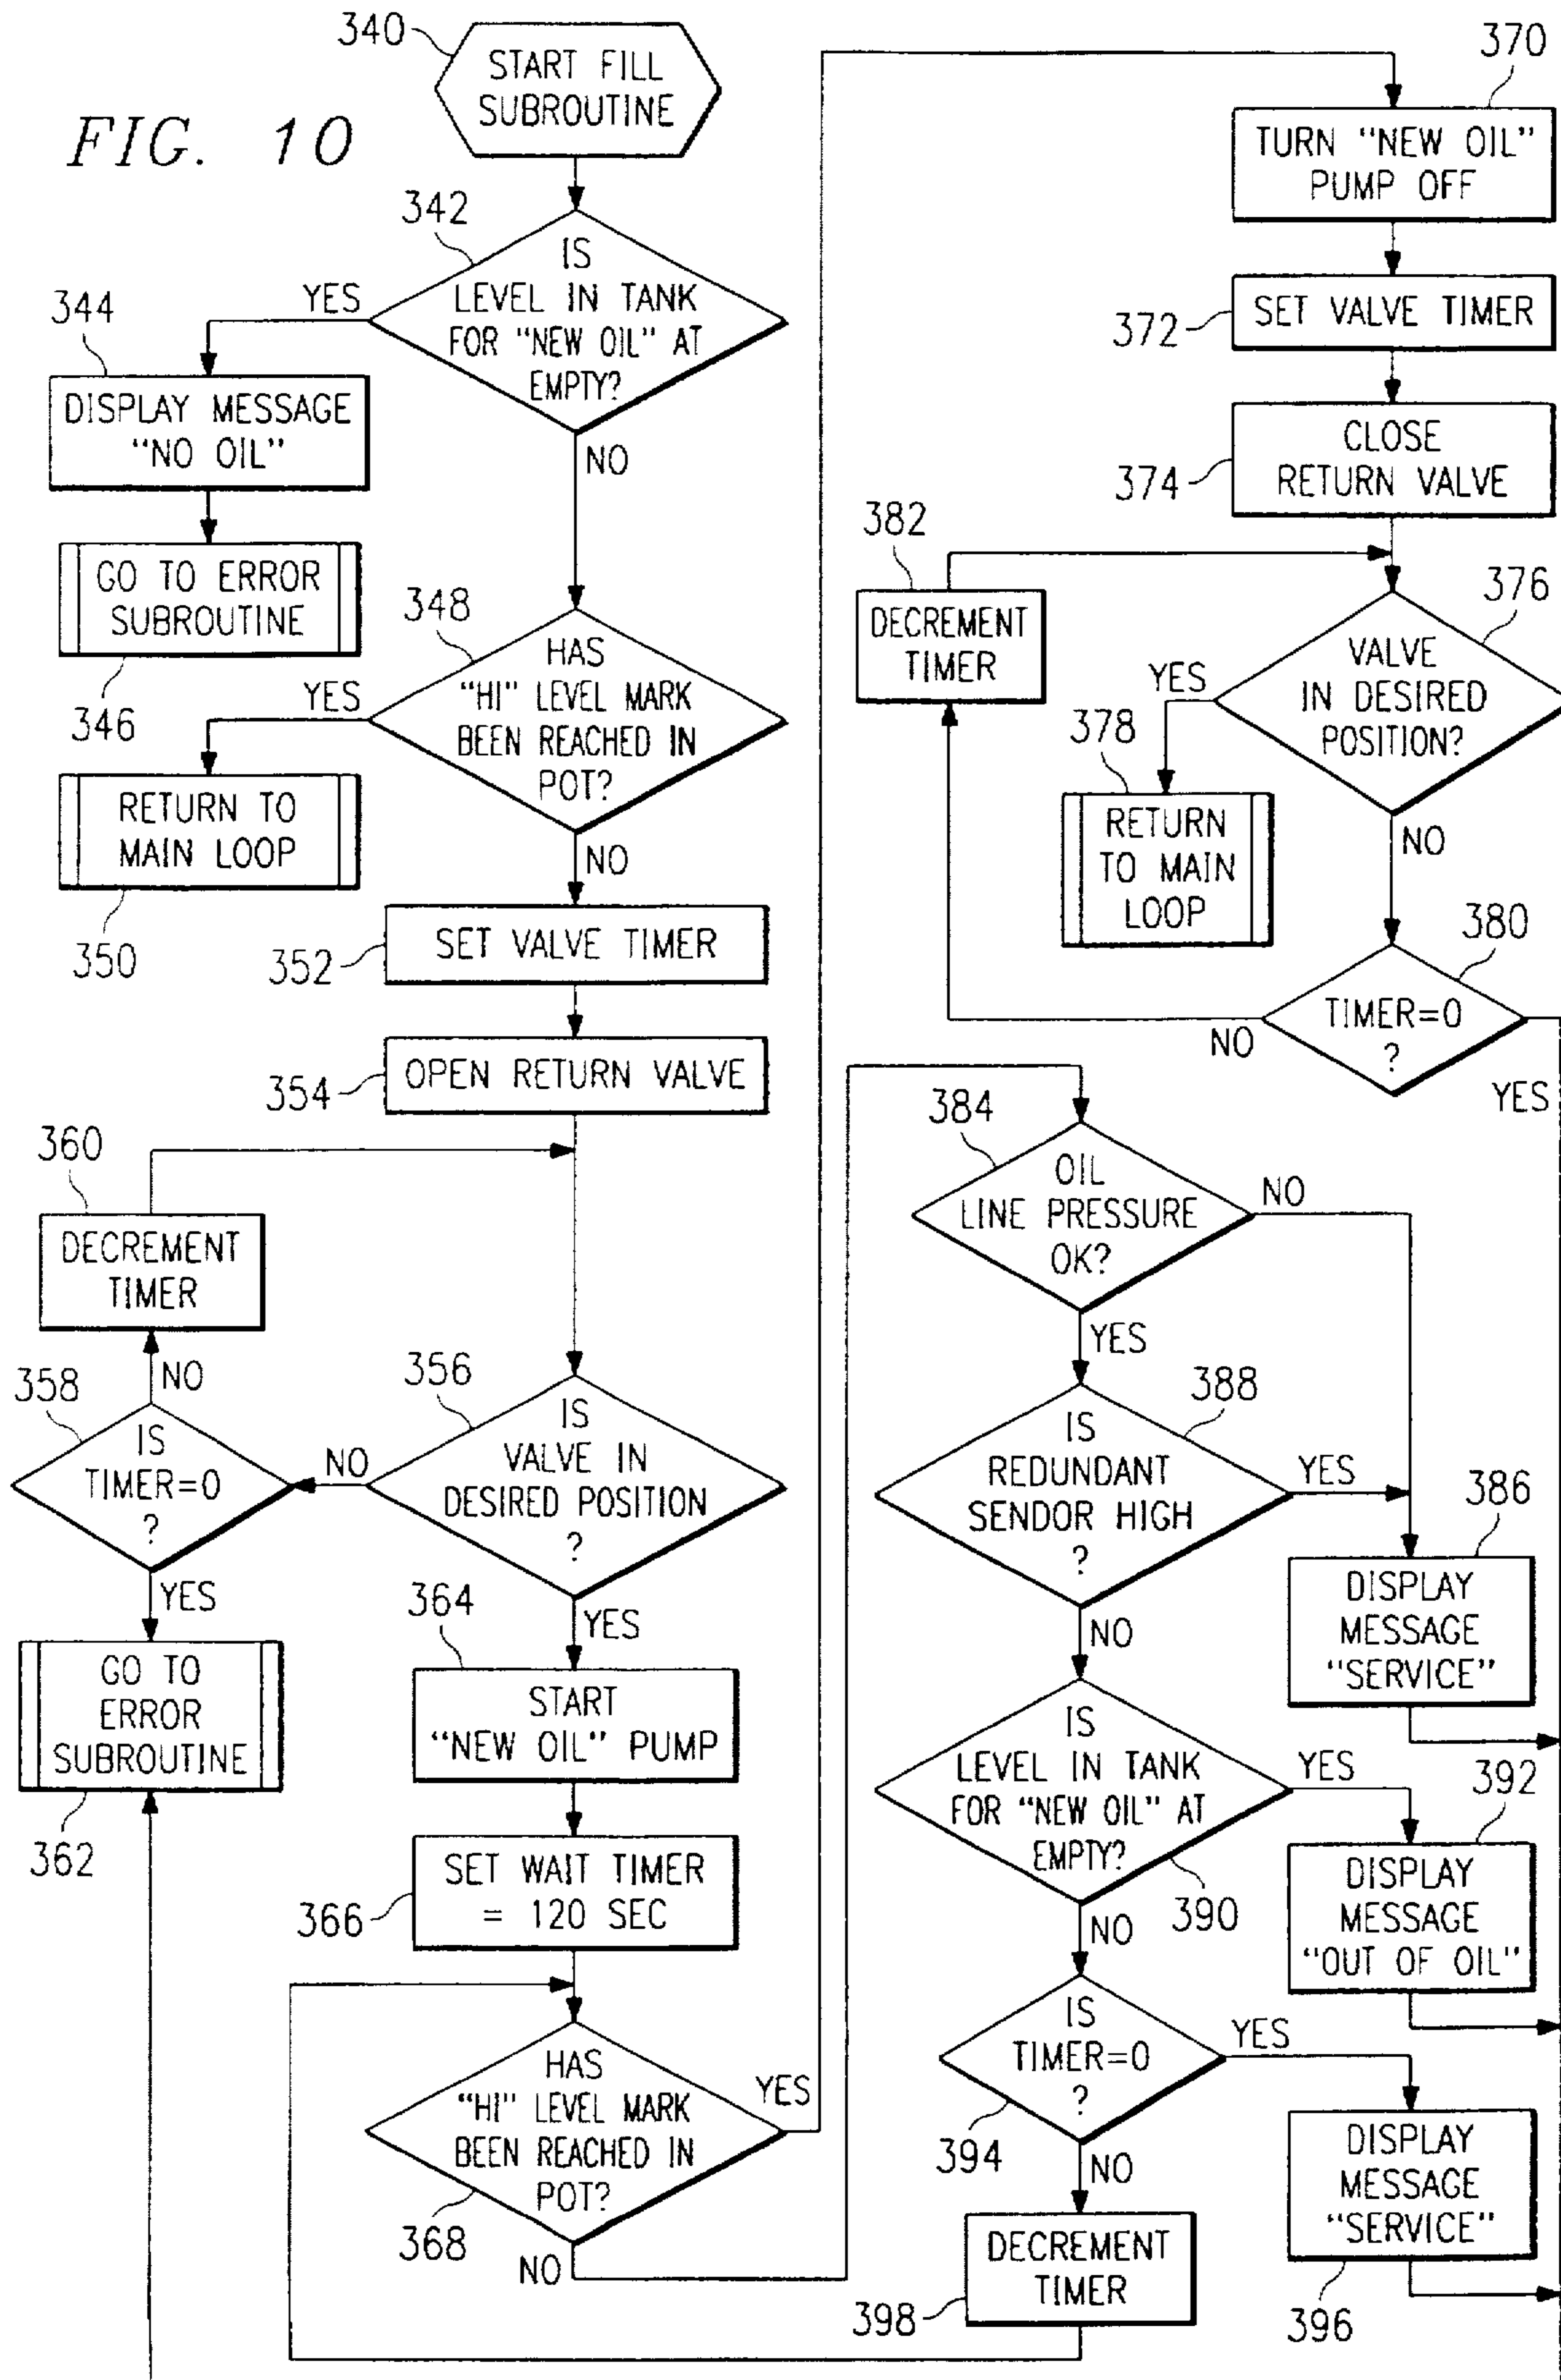 FIG. 10
340
START FILL
SUBROUTINE
342
IS
LEVEL IN TANK
FOR "NEW OIL" AT
EMPTY?
YES
NO
344
DISPLAY MESSAGE
"NO OIL"
GO TO ERROR
SUBROUTINE
346
348
HAS
"HI" LEVEL MARK
BEEN REACHED IN
POT?
YES
NO
RETURN TO
MAIN LOOP
350
352
SET VALVE TIMER
354
OPEN RETURN VALVE
360
DECREMENT
TIMER
NO
358
IS
TIMER=0
?
YES
NO
356
IS
VALVE IN
DESIRED POSITION
?
YES
GO TO
ERROR
SUBROUTINE
362
364
START
"NEW OIL" PUMP
366
SET WAIT TIMER
= 120 SEC
HAS
"HI" LEVEL MARK
BEEN REACHED IN
POT?
YES
368
NO
370
TURN "NEW OIL"
PUMP OFF
372
SET VALVE TIMER
374
CLOSE
RETURN VALVE
382
DECREMENT
TIMER
376
VALVE
IN DESIRED
POSITION?
YES
NO
378
RETURN
TO MAIN
LOOP
380
TIMER=0
?
NO
YES
384
OIL
LINE PRESSURE
OK?
NO
YES
388
IS
REDUNDANT
SENDOR HIGH
?
YES
NO
386
DISPLAY
MESSAGE
"SERVICE"
IS
LEVEL IN TANK
FOR "NEW OIL" AT
EMPTY?
YES
390
NO
392
DISPLAY
MESSAGE
"OUT OF OIL"
IS
TIMER=0
?
YES
394
NO
DISPLAY
MESSAGE
"SERVICE"
396
398
DECREMENT
TIMER